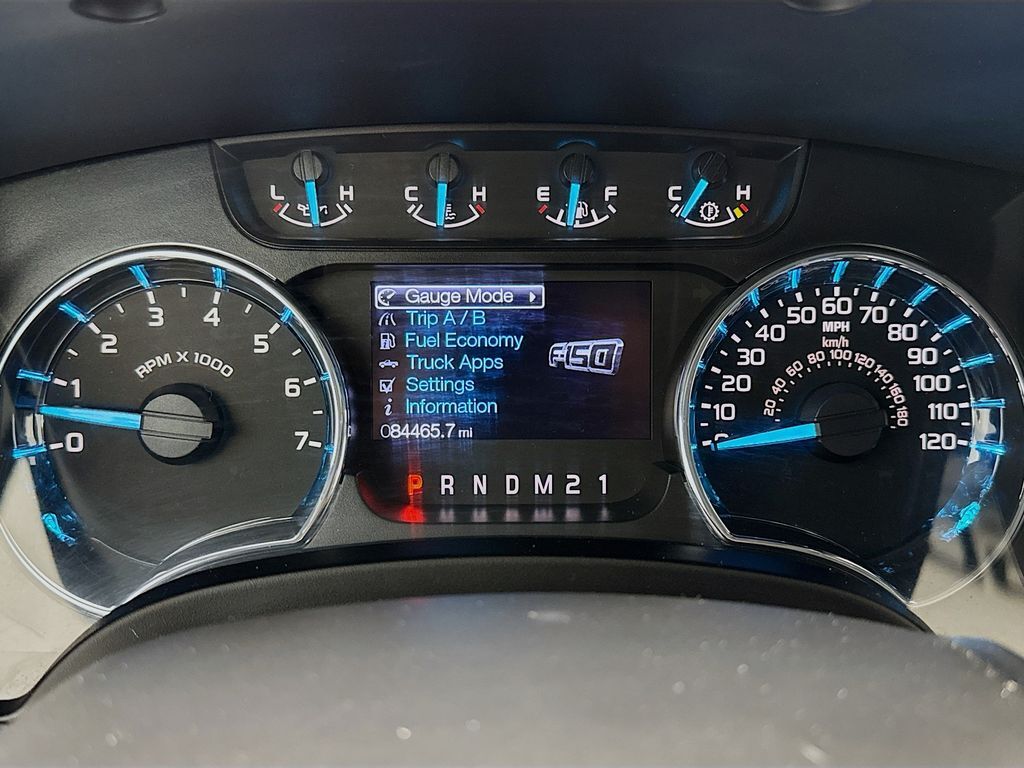 L H
C H
E F
C H
0 1 2 3 4 5 6 7
RPM X 1000
Gauge Mode
Trip A / B
Fuel Economy
Truck Apps
Settings
Information
F150
084465.7 mi
P R N D M 2 1
10 20 30 40 50 60 70 80 90 100 110 120
MPH
km/h
20 40 60 80 100 120 140 160 180